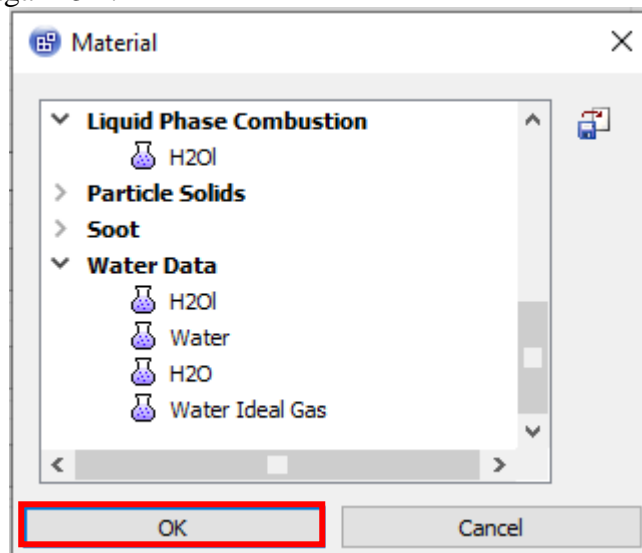 Material
Liquid Phase Combustion
H2Ol
Particle Solids
Soot
Water Data
H2Ol
Water
H2O
Water Ideal Gas
OK
Cancel